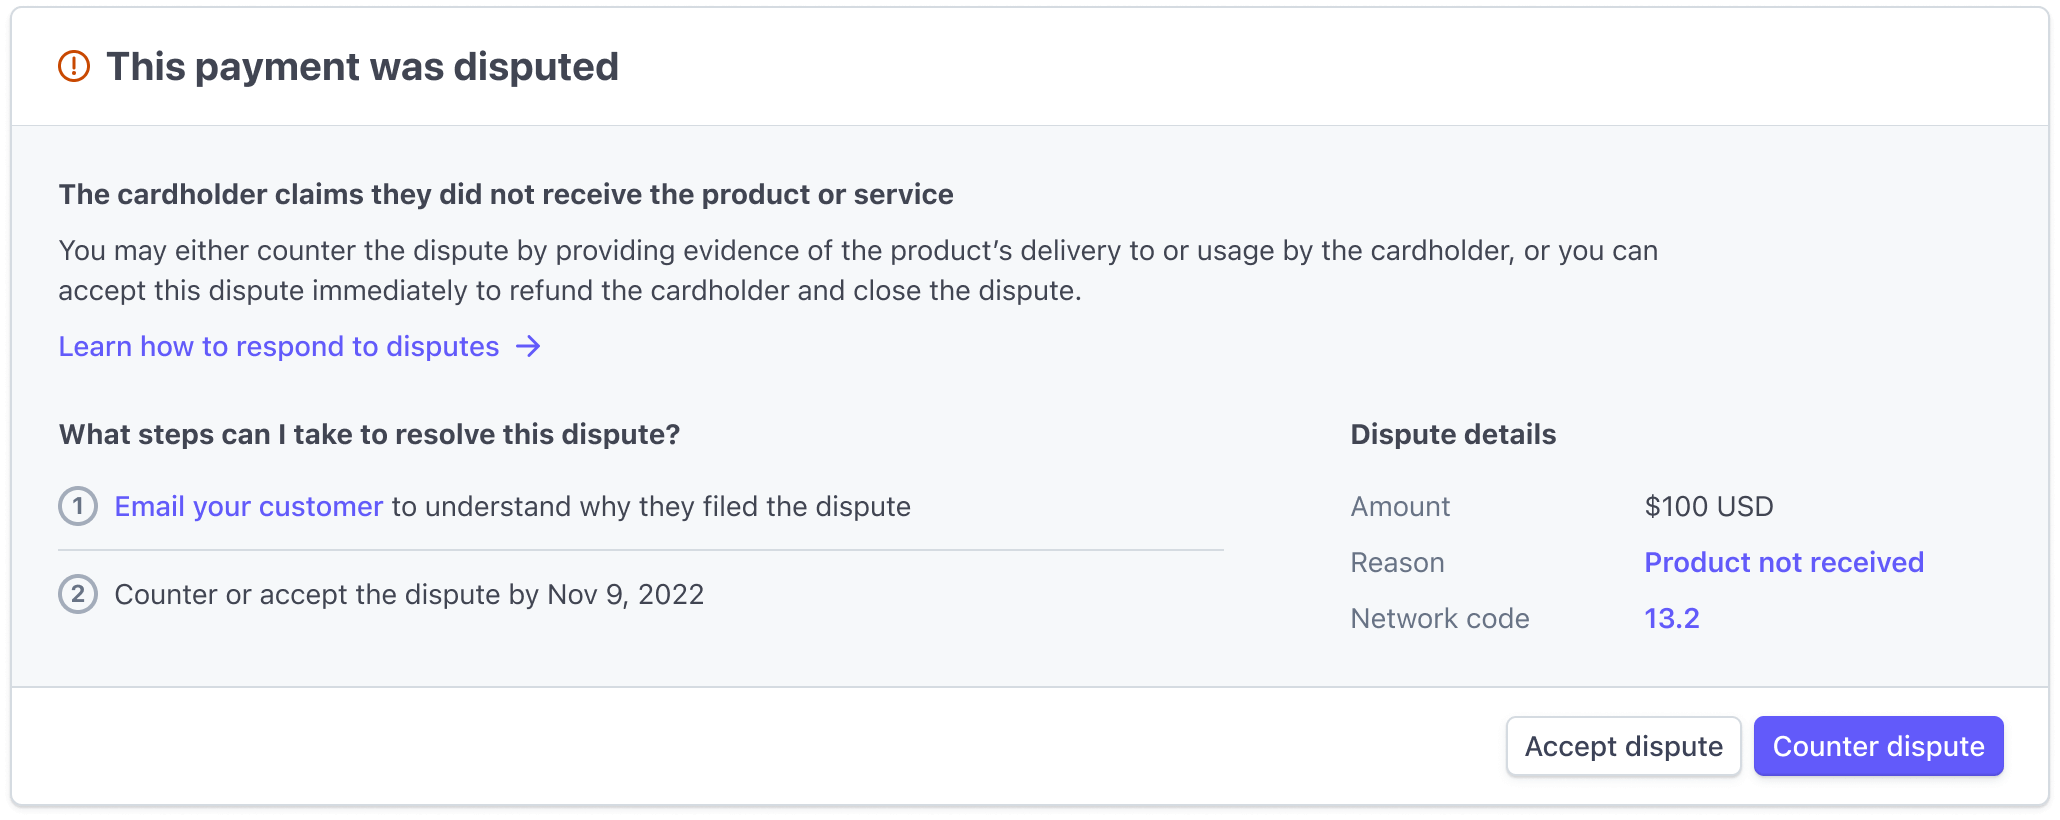 This payment was disputed
The cardholder claims they did not receive the product or service
You may either counter the dispute by providing evidence of the product’s delivery to or usage by the cardholder, or you can
accept this dispute immediately to refund the cardholder and close the dispute.
Learn how to respond to disputes →
What steps can I take to resolve this dispute?
1 Email your customer to understand why they filed the dispute
2 Counter or accept the dispute by Nov 9, 2022
Dispute details
Amount $100 USD
Reason Product not received
Network code 13.2
Accept dispute Counter dispute